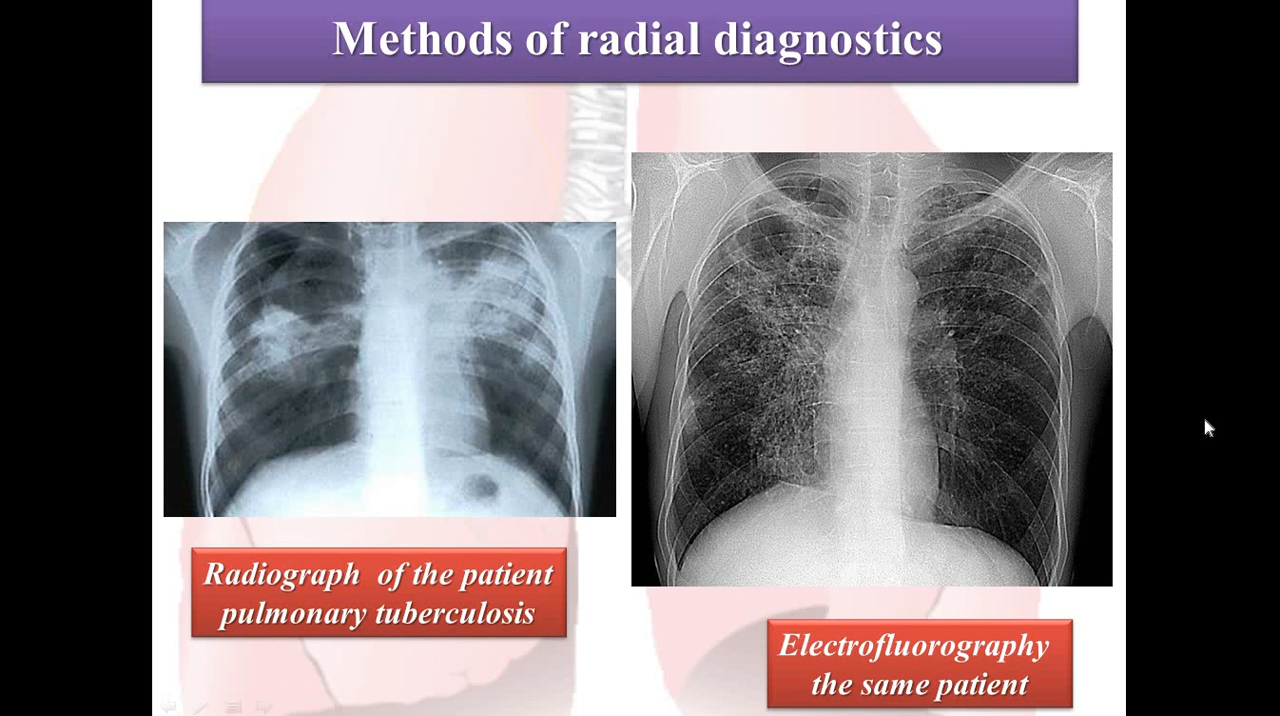 Methods of radial diagnostics
Radiograph of the patient
pulmonary tuberculosis
Electrofluorography
the same patient